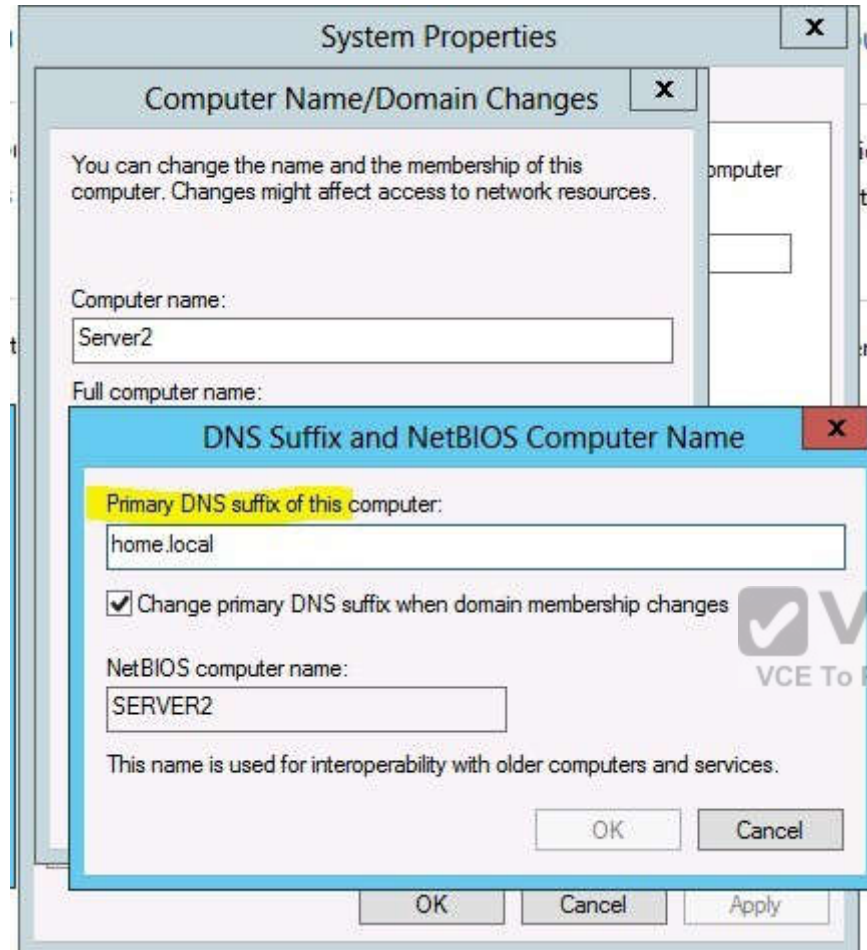 System Properties
x
Computer Name/Domain Changes
x
You can change the name and the membership of this
computer. Changes might affect access to network resources.
omputer
Computer name:
Server2
Full computer name:
DNS Suffix and NetBIOS Computer Name
x
Primary DNS suffix of this computer:
home.local
Change primary DNS suffix when domain membership changes
NetBIOS computer name:
SERVER2
VCE To
This name is used for interoperability with older computers and services.
OK Cancel
OK Cancel Apply